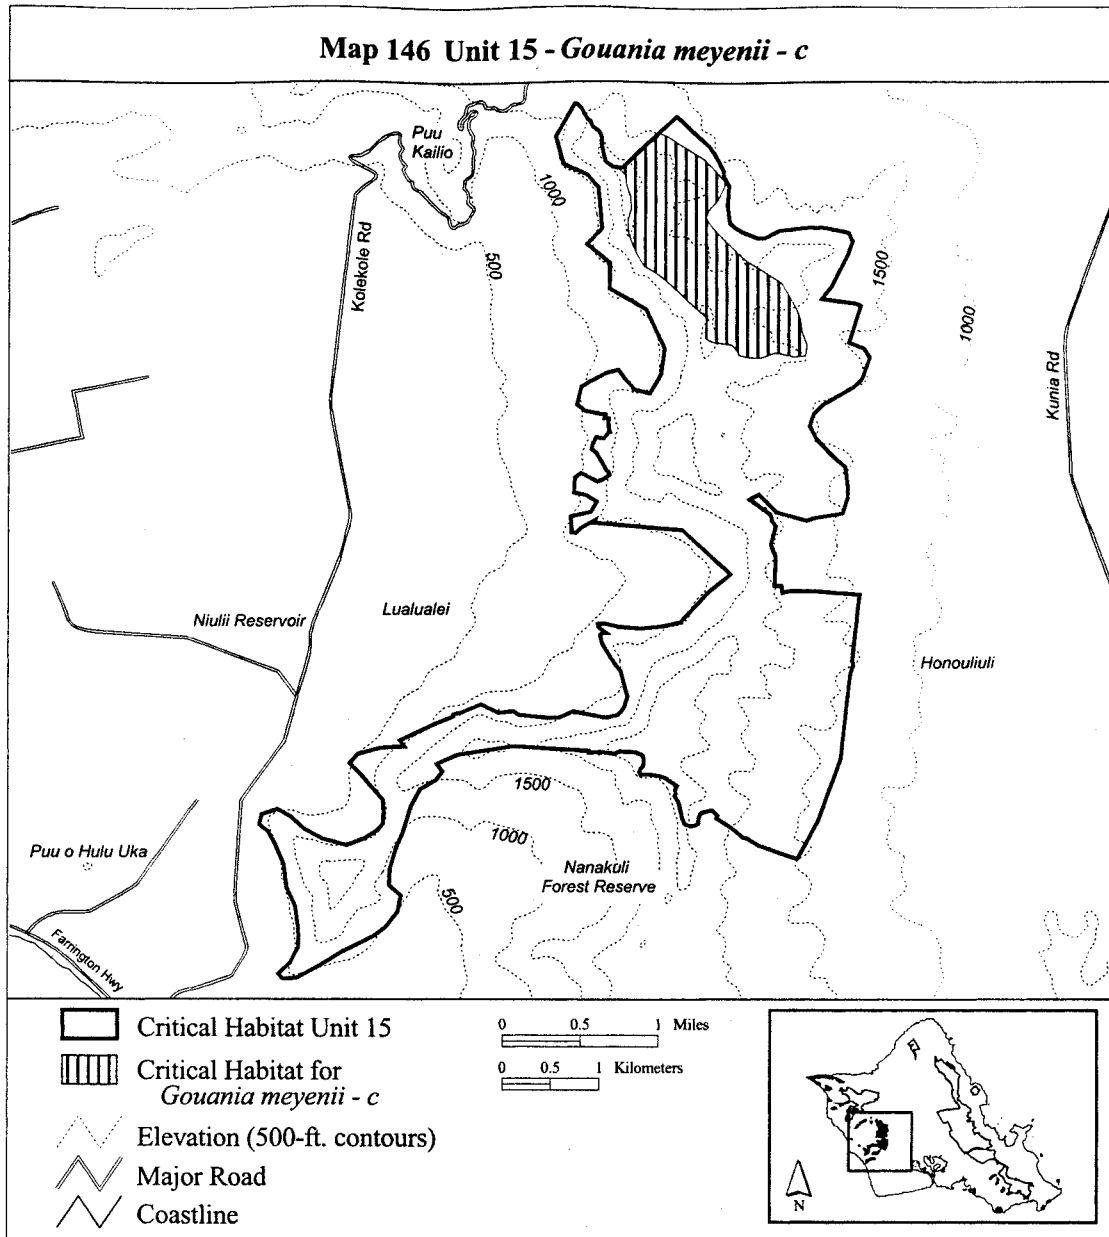 Map 146 Unit 15 - Gouania meyenii - c
Puu
Kailio
1000
Kolekole Rd
500
1500
1000
Kunia Rd
Niulii Reservoir
Lualualei
Honouliuli
1500
1000
Puu o Hulu Uka
Nanakuli
Forest Reserve
500
Farrington Hwy
Critical Habitat Unit 15
Critical Habitat for
Gouania meyenii - c
Elevation (500-ft. contours)
Major Road
Coastline
0 0.5 1 Miles
0 0.5 1 Kilometers
N